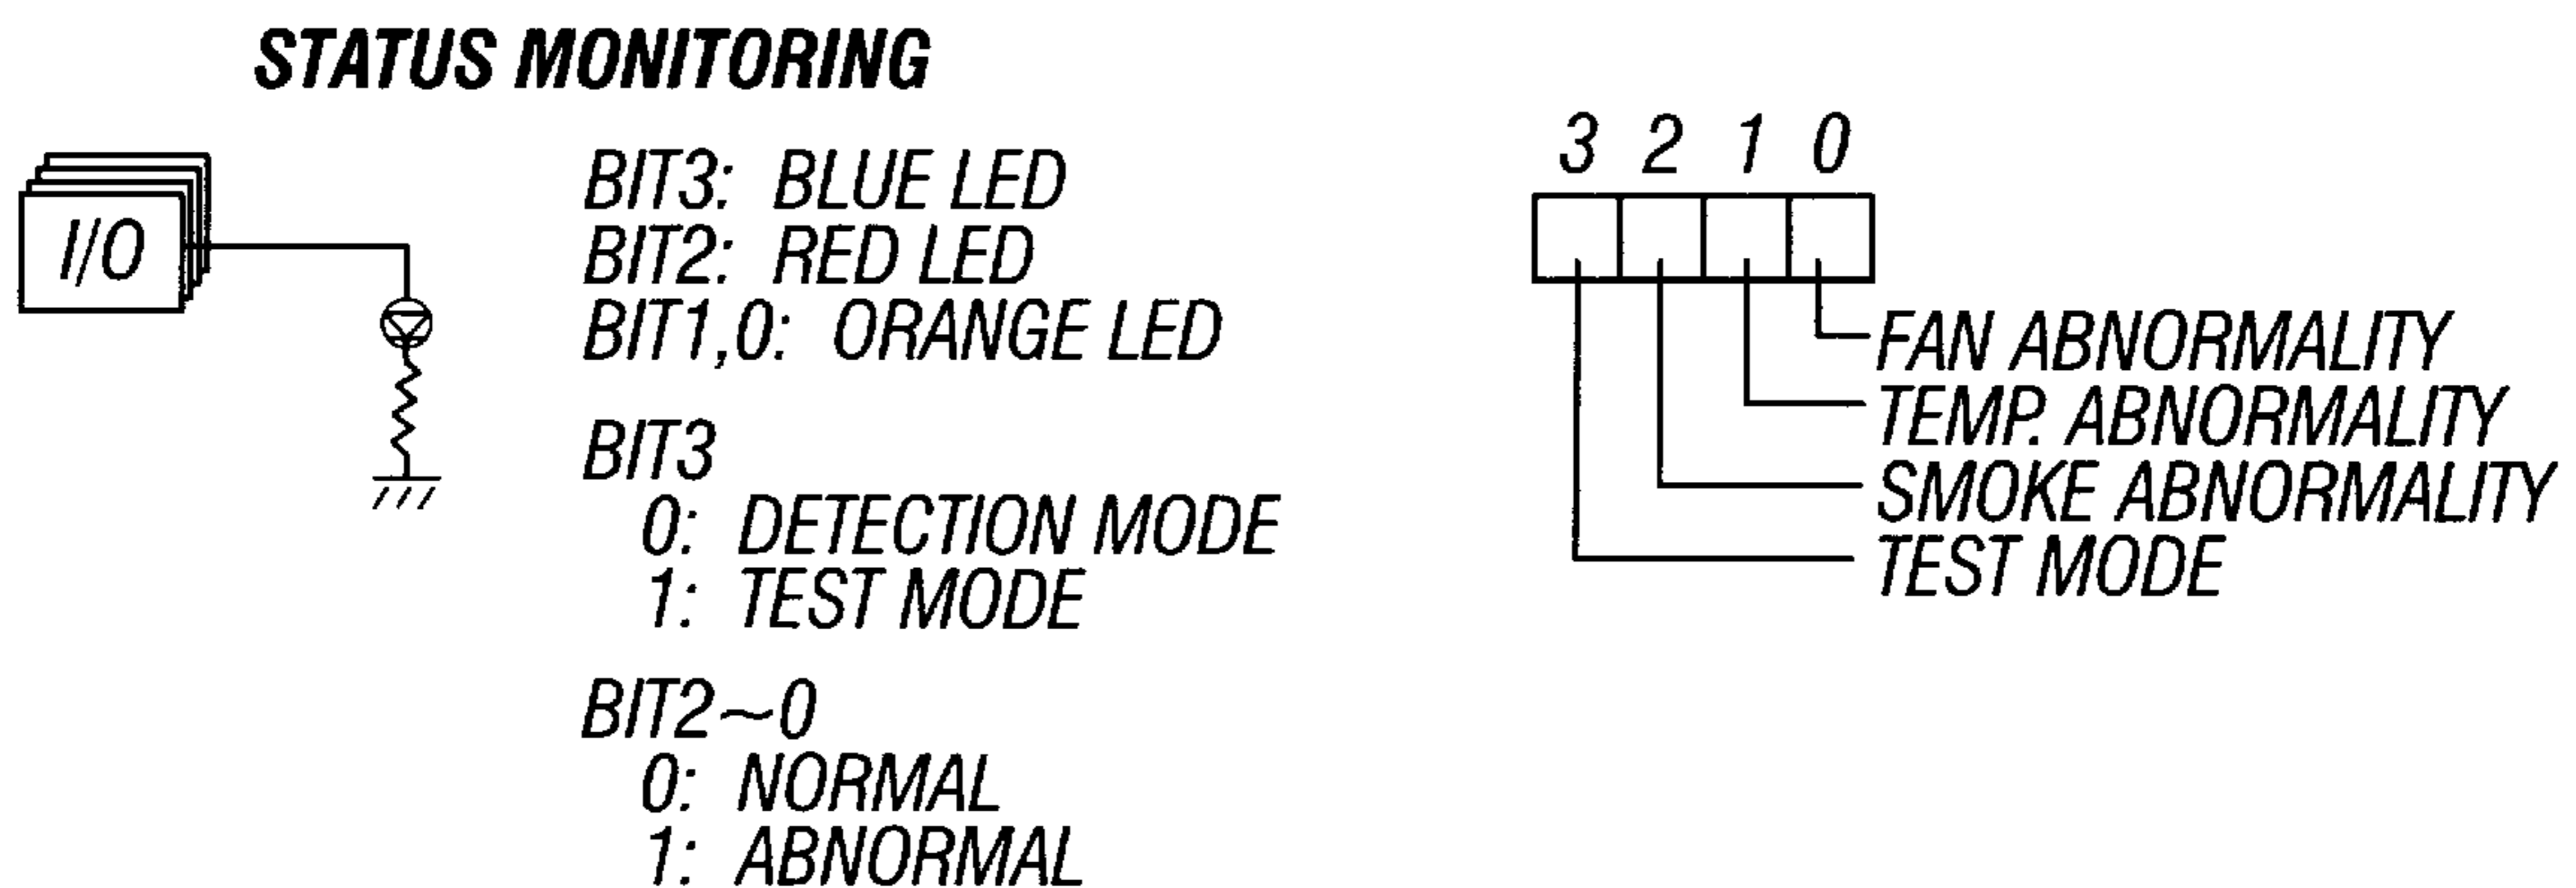 STATUS MONITORING
I/O
BIT3: BLUE LED
BIT2: RED LED
BIT1,0: ORANGE LED
BIT3
0: DETECTION MODE
1: TEST MODE
BIT2~0
0: NORMAL
1: ABNORMAL
3 2 1 0
FAN ABNORMALITY
TEMP. ABNORMALITY
SMOKE ABNORMALITY
TEST MODE